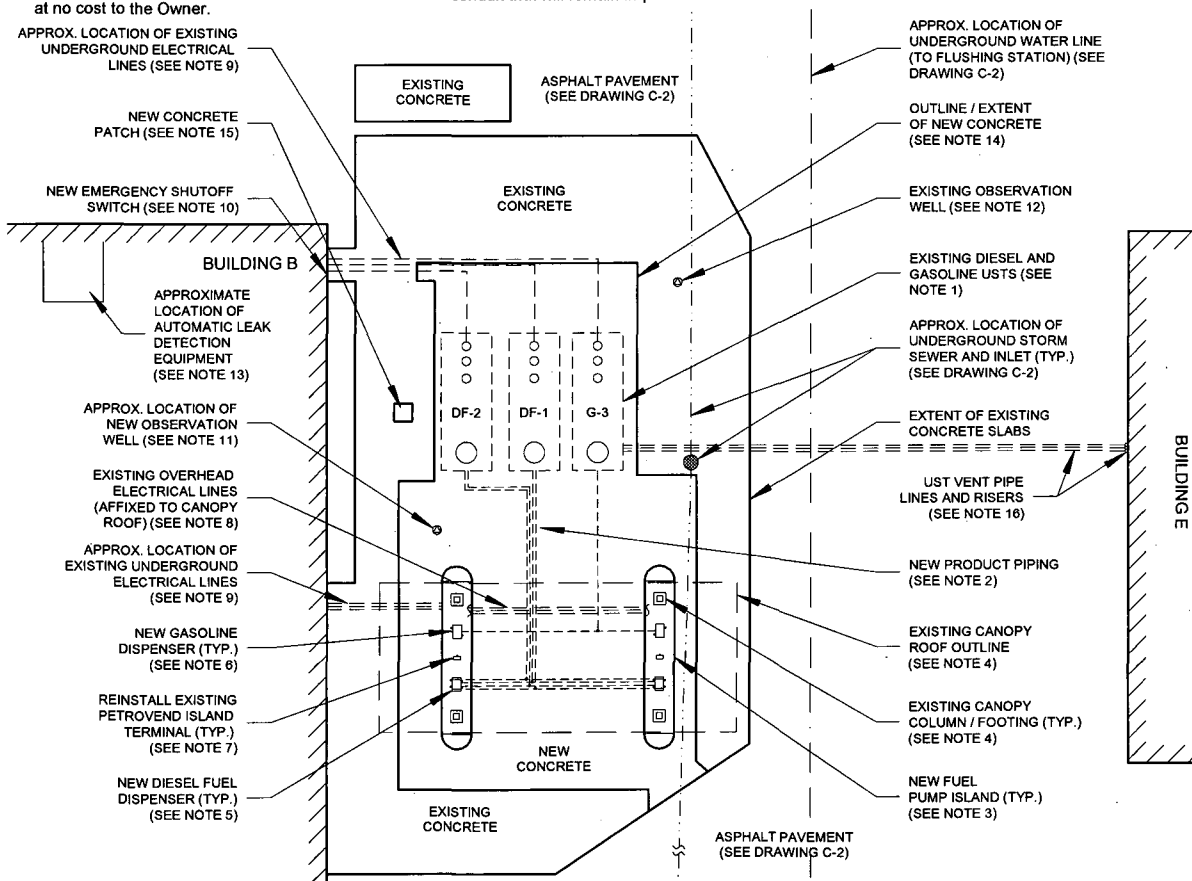 at no cost to the Owner.
APPROX. LOCATION OF EXISTING
UNDERGROUND ELECTRICAL
LINES (SEE NOTE 9)
NEW CONCRETE
PATCH (SEE NOTE 15)
NEW EMERGENCY SHUTOFF
SWITCH (SEE NOTE 10)
BUILDING B
APPROXIMATE
LOCATION OF
AUTOMATIC LEAK
DETECTION
EQUIPMENT
(SEE NOTE 13)
APPROX. LOCATION OF
NEW OBSERVATION
WELL (SEE NOTE 11)
EXISTING OVERHEAD
ELECTRICAL LINES
(AFFIXED TO CANOPY
ROOF) (SEE NOTE 8)
APPROX. LOCATION OF
EXISTING UNDERGROUND
ELECTRICAL LINES
(SEE NOTE 9)
NEW GASOLINE
DISPENSER (TYP.)
(SEE NOTE 6)
REINSTALL EXISTING
PETROVEND ISLAND
TERMINAL (TYP.)
(SEE NOTE 7)
NEW DIESEL FUEL
DISPENSER (TYP.)
(SEE NOTE 5)
EXISTING
CONCRETE
ASPHALT PAVEMENT
(SEE DRAWING C-2)
EXISTING
CONCRETE
DF-2
DF-1
G-3
NEW
CONCRETE
EXISTING
CONCRETE
ASPHALT PAVEMENT
(SEE DRAWING C-2)
APPROX. LOCATION OF
UNDERGROUND WATER LINE
(TO FLUSHING STATION) (SEE
DRAWING C-2)
OUTLINE / EXTENT
OF NEW CONCRETE
(SEE NOTE 14)
EXISTING OBSERVATION
WELL (SEE NOTE 12)
EXISTING DIESEL AND
GASOLINE USTS (SEE
NOTE 1)
APPROX. LOCATION OF
UNDERGROUND STORM
SEWER AND INLET (TYP.)
(SEE DRAWING C-2)
EXTENT OF EXISTING
CONCRETE SLABS
UST VENT PIPE
LINES AND RISERS
(SEE NOTE 16)
NEW PRODUCT PIPING
(SEE NOTE 2)
EXISTING CANOPY
ROOF OUTLINE
(SEE NOTE 4)
EXISTING CANOPY
COLUMN / FOOTING (TYP.)
(SEE NOTE 4)
NEW FUEL
PUMP ISLAND (TYP.)
(SEE NOTE 3)
BUILDING E